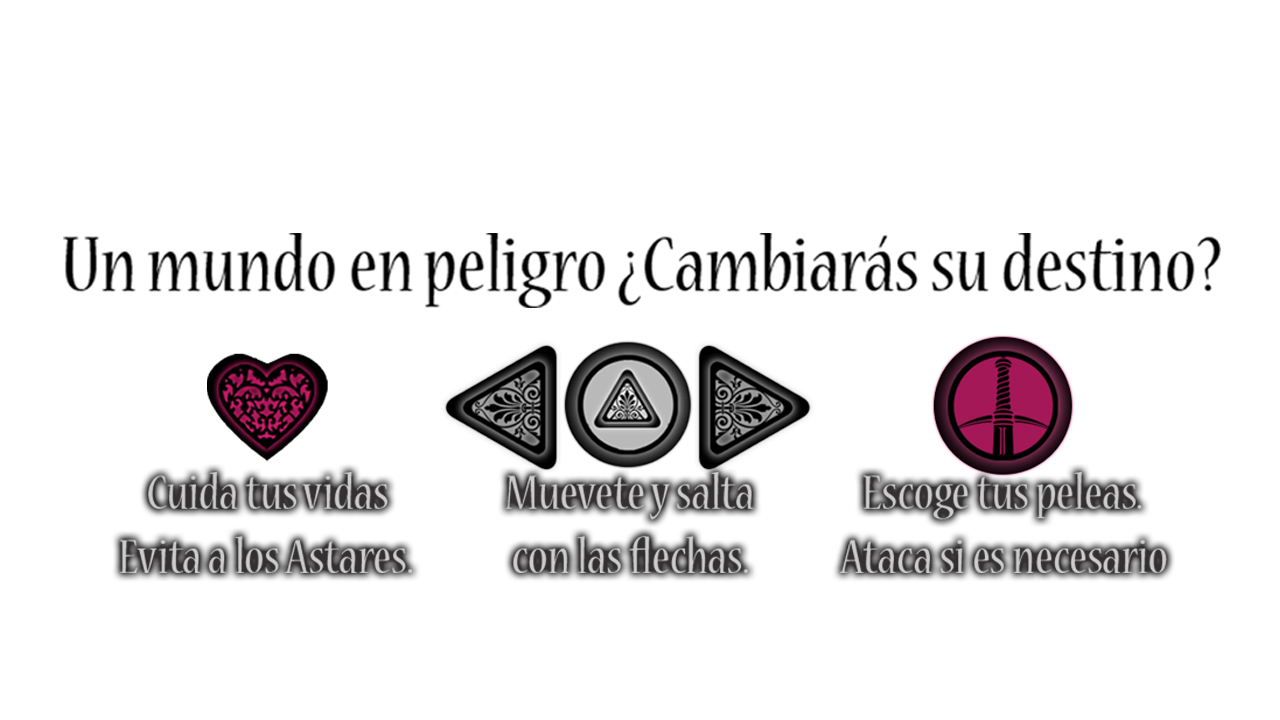 Un mundo en peligro ¿Cambiarás su destino?
Cuida tus vidas
Evita a los Astares.
Muevete y salta
con las flechas.
Escoge tus peleas.
Ataca si es necesario